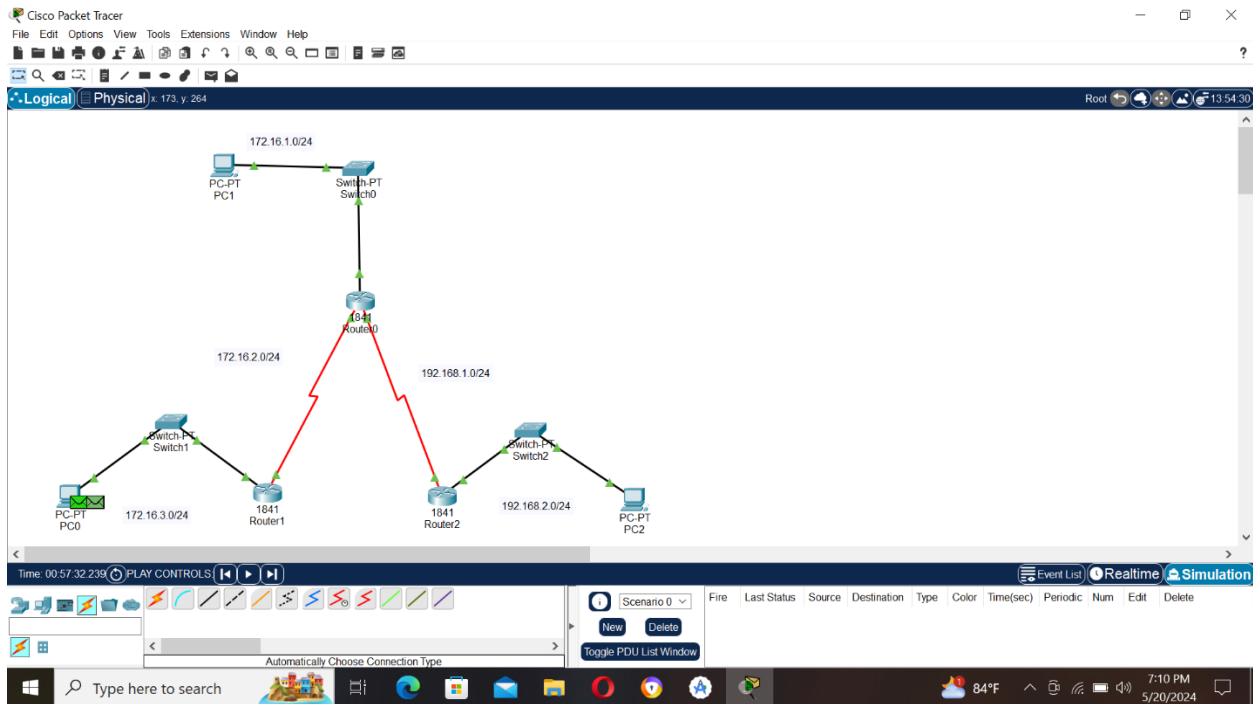 Cisco Packet Tracer
File Edit Options View Tools Extensions Window Help
?
Logical Physical x: 173, y: 264 Root 13:54:30
172.16.1.0/24
PC-PT
PC1
Switch-PT
Switch0
1841
Router0
172.16.2.0/24
192.168.1.0/24
Switch-PT
Switch1
Switch-PT
Switch2
PC-PT
PC0
172.16.3.0/24
1841
Router1
1841
Router2
192.168.2.0/24
PC-PT
PC2
Time: 00:57:32.239 PLAY CONTROLS: Event List Realtime Simulation
Scenario 0
Fire Last Status Source Destination Type Color Time(sec) Periodic Num Edit Delete
New Delete
Toggle PDU List Window
Automatically Choose Connection Type
Type here to search
84°F
7:10 PM
5/20/2024